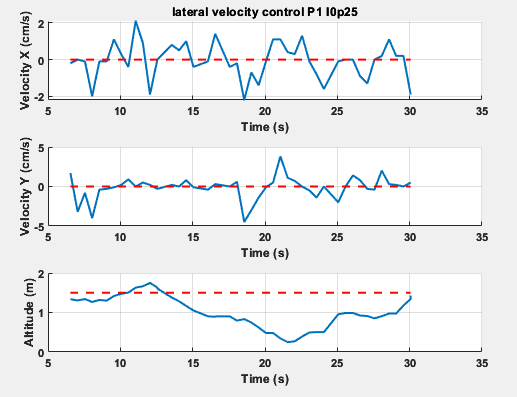 lateral velocity control P1 I0p25
Velocity X (cm/s)
2
0
-2
5 10 15 20 25 30 35
Time (s)
Velocity Y (cm/s)
5
0
-5
5 10 15 20 25 30 35
Time (s)
Altitude (m)
2
1
0
5 10 15 20 25 30 35
Time (s)